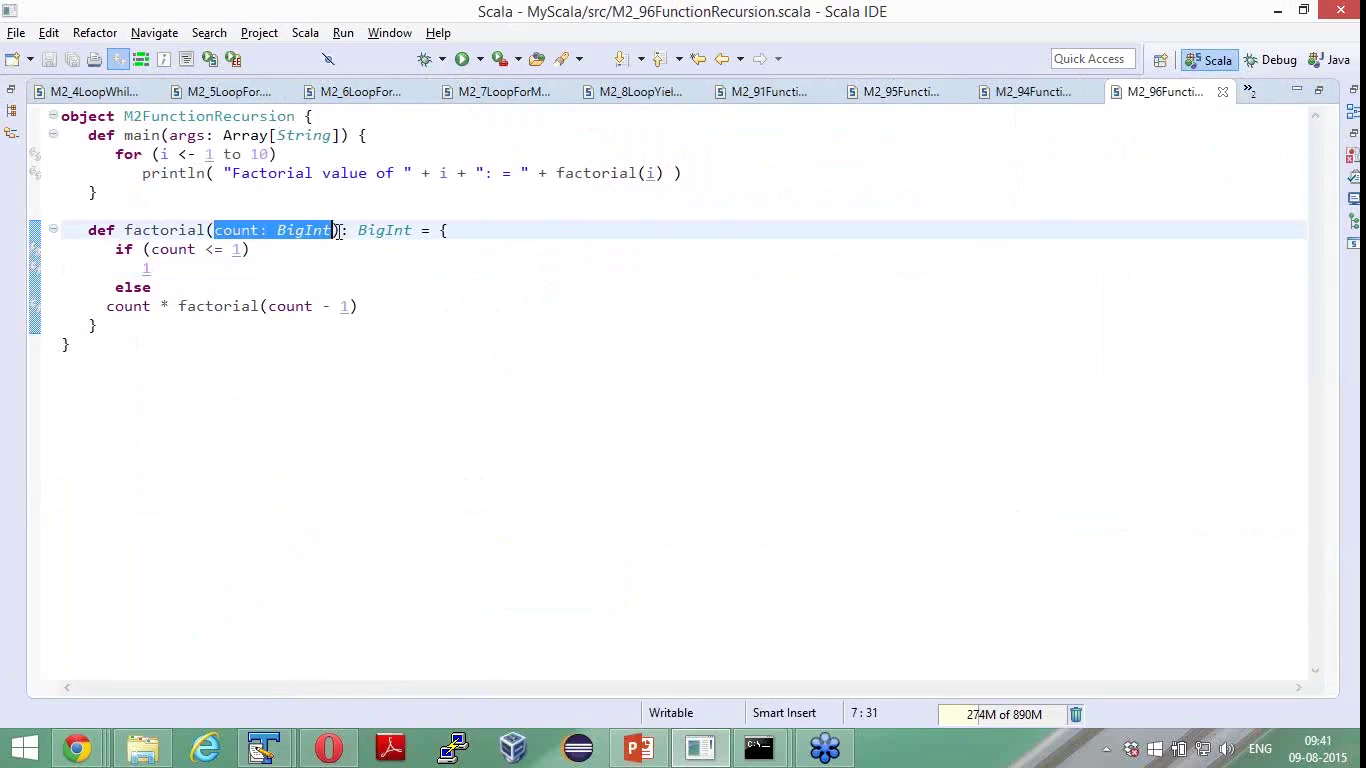 Scala - MyScala/src/M2_96FunctionRecursion.scala - Scala IDE
File Edit Refactor Navigate Search Project Scala Run Window Help
Quick Access Scala Debug Java
M2_4LoopWhil... M2_5LoopFor.... M2_6LoopFor... M2_7LoopForM... M2_8LoopYiel... M2_91Functi... M2_95Functi... M2_94Functi... M2_96Functi... »2
object M2FunctionRecursion {
def main(args: Array[String]) {
for (i <- 1 to 10)
println( "Factorial value of " + i + ": = " + factorial(i) )
}
def factorial(count: BigInt): BigInt = {
if (count <= 1)
1
else
count * factorial(count - 1)
}
}
Writable Smart Insert 7 : 31 274M of 890M
ENG 09:41
09-08-2015